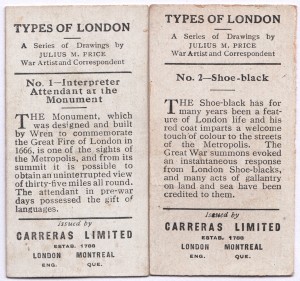 TYPES OF LONDON
A Series of Drawings by
JULIUS M. PRICE
War Artist and Correspondent
No. 1—Interpreter
Attendant at the
Monument
THE Monument, which
was designed and built
by Wren to commemorate
the Great Fire of London in
1666, is one of the sights of
the Metropolis, and from its
summit it is possible to
obtain an uninterrupted view
of thirty-five miles all round.
The attendant in pre-war
days possessed the gift of
languages.
Issued by
CARRERAS LIMITED
ESTAB. 1788
LONDON MONTREAL
ENG. QUE.
TYPES OF LONDON
A Series of Drawings by
JULIUS M. PRICE
War Artist and Correspondent
No. 2—Shoe-black
THE Shoe-black has for
many years been a feat-
ure of London life and his
red coat imparts a welcome
touch of colour to the streets
of the Metropolis. The
Great War summons evoked
an instantaneous response
from London Shoe-blacks,
and many acts of gallantry
on land and sea have been
credited to them.
Issued by
CARRERAS LIMITED
ESTAB. 1788
LONDON MONTREAL
ENG. QUE.